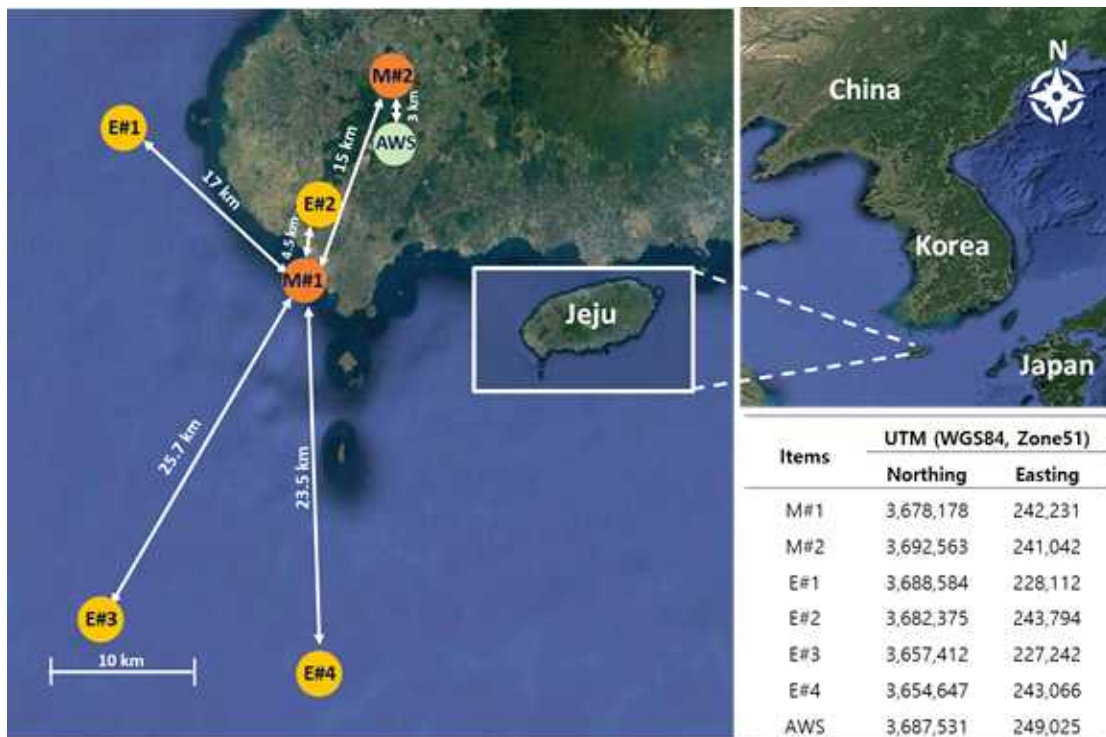 M#2
3 km
AWS
E#1
15 km
17 km
E#2
4.5 km
M#1
25.7 km
23.5 km
E#3
10 km
E#4
Jeju
N
China
Korea
Japan
Items UTM (WGS84, Zone51)
Northing Easting
M#1 3,678,178 242,231
M#2 3,692,563 241,042
E#1 3,688,584 228,112
E#2 3,682,375 243,794
E#3 3,657,412 227,242
E#4 3,654,647 243,066
AWS 3,687,531 249,025